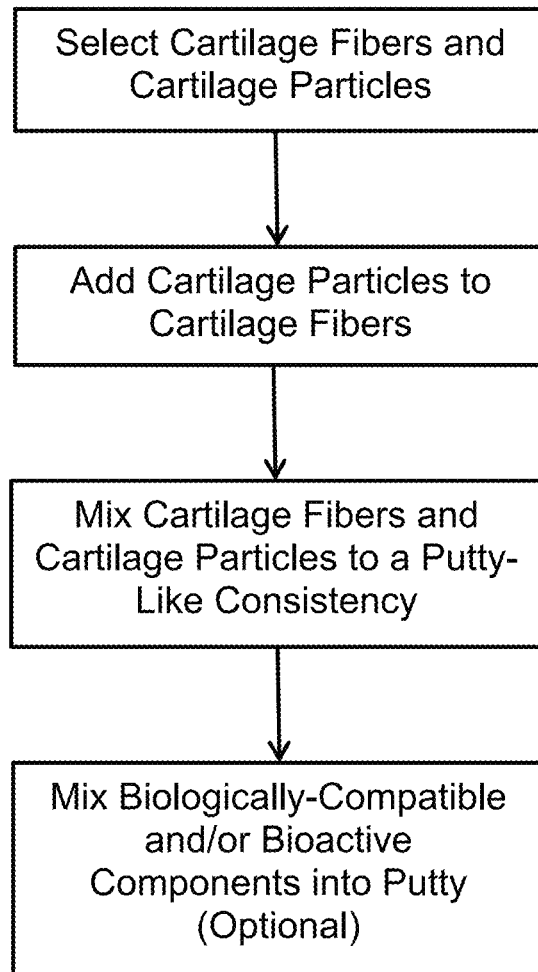 Select Cartilage Fibers and
Cartilage Particles
Add Cartilage Particles to
Cartilage Fibers
Mix Cartilage Fibers and
Cartilage Particles to a Putty-
Like Consistency
Mix Biologically-Compatible
and/or Bioactive
Components into Putty
(Optional)